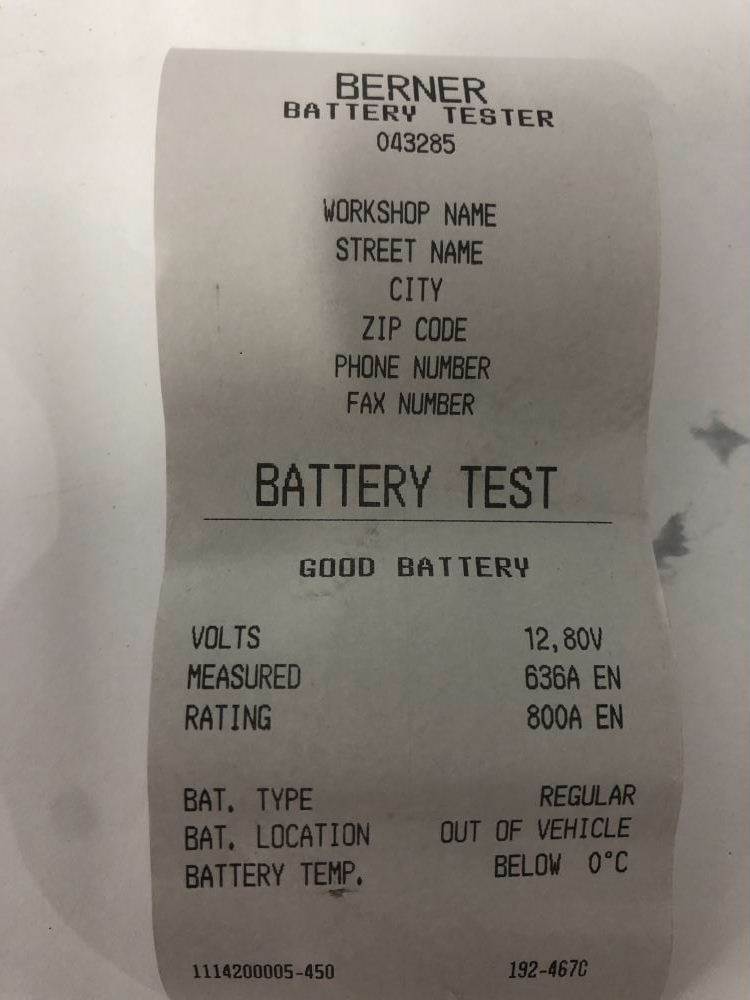 BERNER
BATTERY TESTER
043285
WORKSHOP NAME
STREET NAME
CITY
ZIP CODE
PHONE NUMBER
FAX NUMBER
BATTERY TEST
GOOD BATTERY
VOLTS 12,80V
MEASURED 636A EN
RATING 800A EN
BAT. TYPE REGULAR
BAT. LOCATION OUT OF VEHICLE
BATTERY TEMP. BELOW 0°C
1114200005-450 192-467C